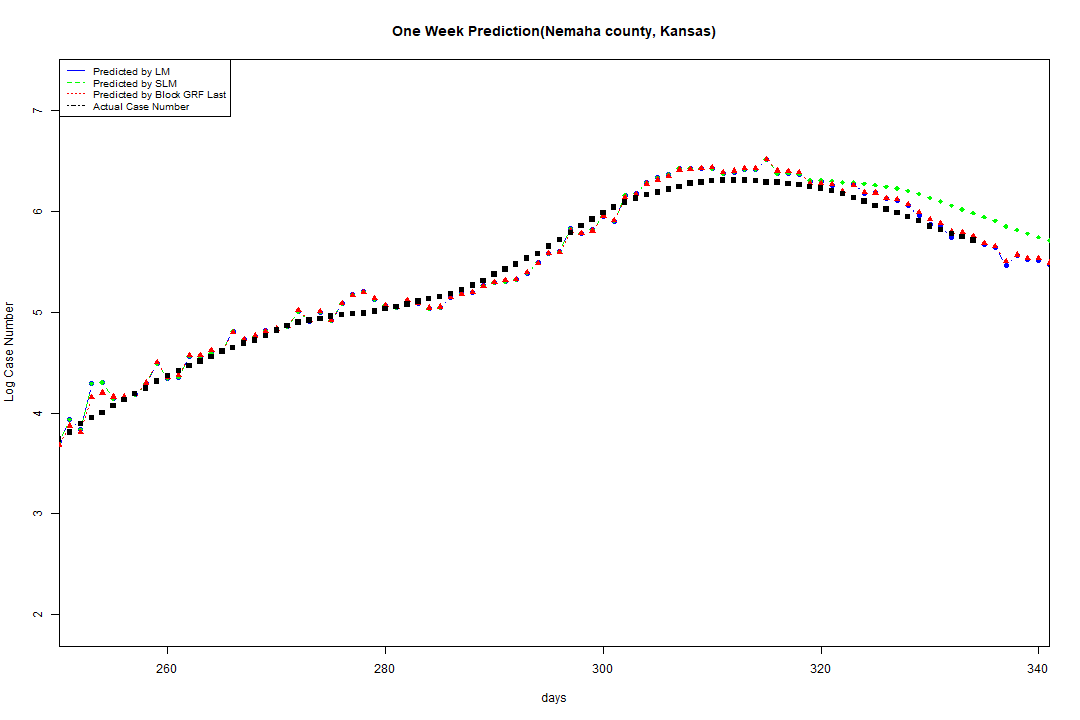 One Week Prediction(Nemaha county, Kansas)
Predicted by LM
Predicted by SLM
Predicted by Block GRF Last
Actual Case Number
7
6
5
4
3
2
Log Case Number
260 280 300 320 340
days